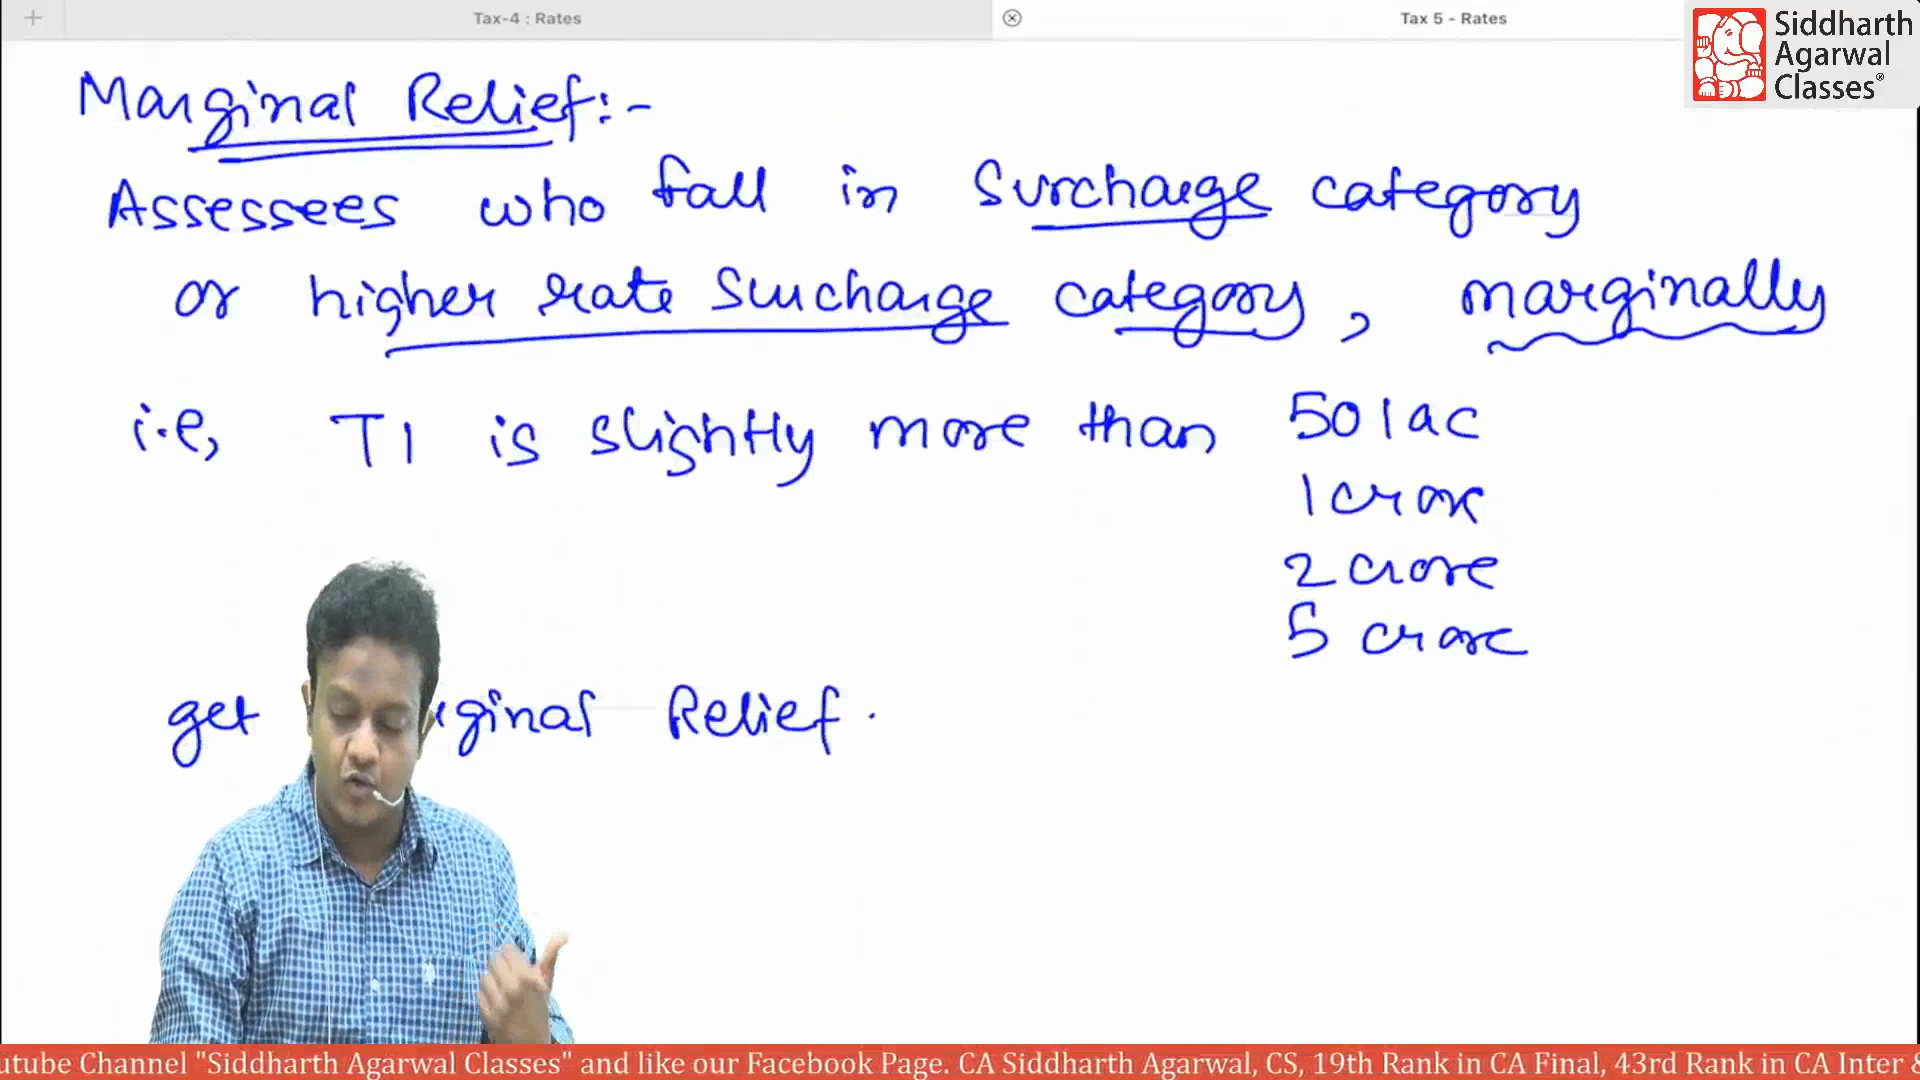 Tax-4 : Rates
Tax 5 - Rates
Siddharth
Agarwal
Classes®
Marginal Relief:-
Assessees who fall in Surcharge category
or higher rate Surcharge category, marginally
i.e, TI is slightly more than 50 lac
1 crore
2 crore
5 crore
get ginal Relief.
utube Channel "Siddharth Agarwal Classes" and like our Facebook Page. CA Siddharth Agarwal, CS, 19th Rank in CA Final, 43rd Rank in CA Inter &